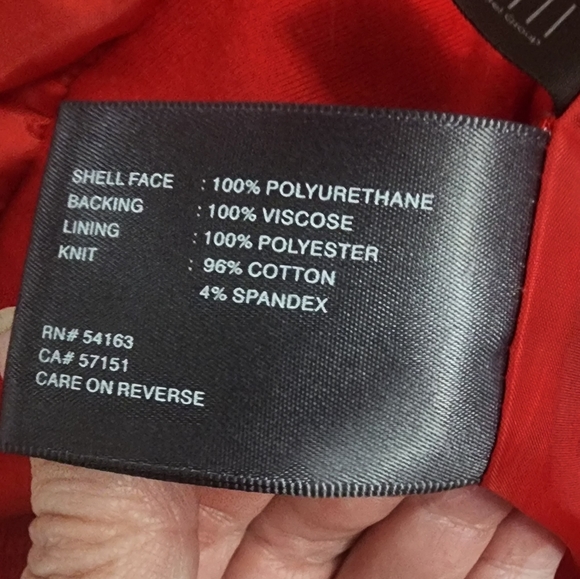 Group
SHELL FACE : 100% POLYURETHANE
BACKING : 100% VISCOSE
LINING : 100% POLYESTER
KNIT : 96% COTTON
4% SPANDEX
RN# 54163
CA# 57151
CARE ON REVERSE